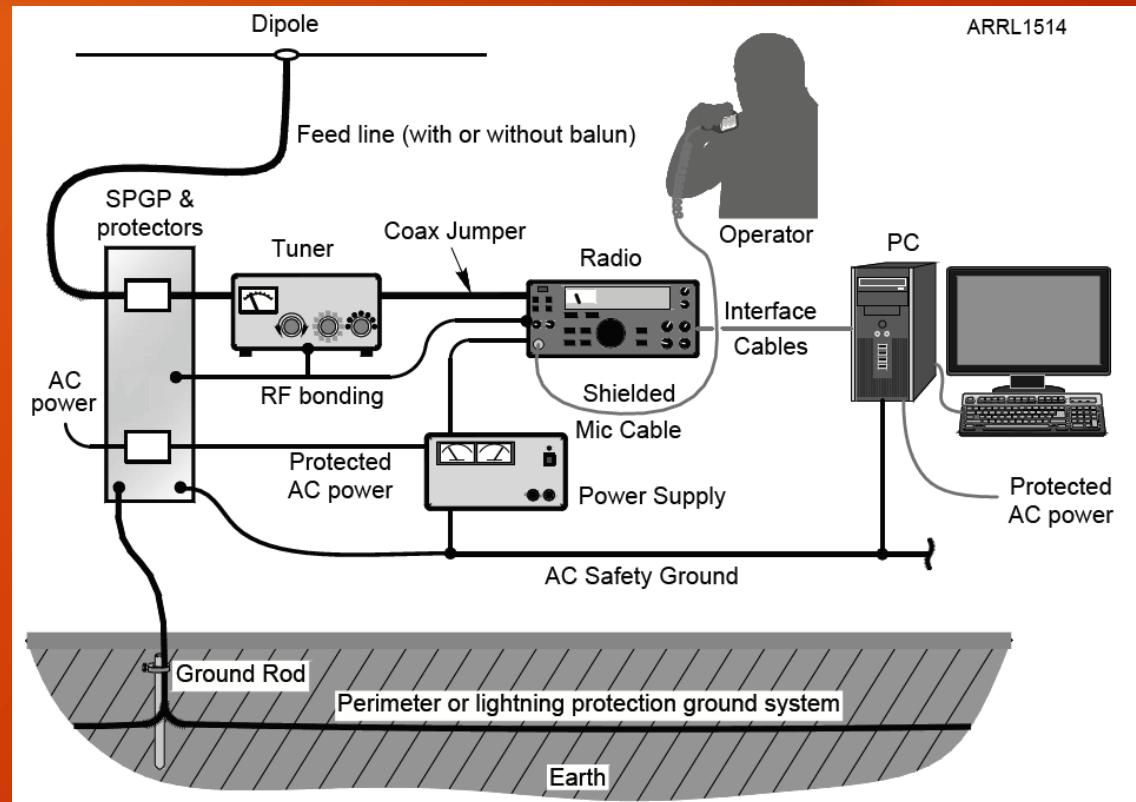 Dipole
ARRL1514
Feed line (with or without balun)
SPGP &
protectors
Tuner
Coax Jumper
Radio
Operator
PC
Interface
Cables
AC
power
RF bonding
Shielded
Mic Cable
Protected
AC power
Power Supply
Protected
AC power
AC Safety Ground
Ground Rod
Perimeter or lightning protection ground system
Earth